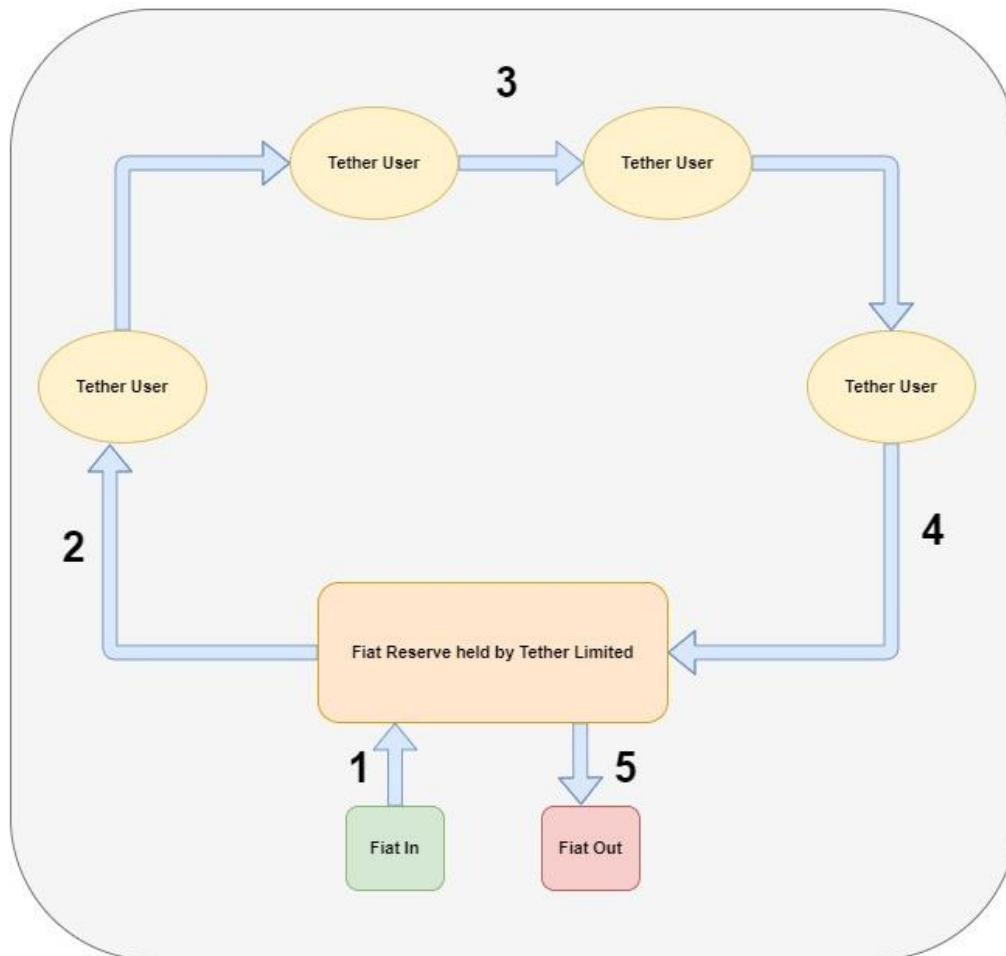 3
Tether User
Tether User
Tether User
Tether User
2
4
Fiat Reserve held by Tether Limited
1
5
Fiat In
Fiat Out